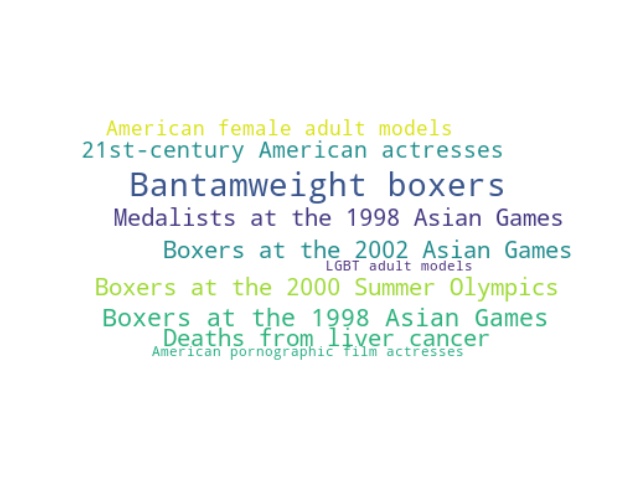 American female adult models
21st-century American actresses
Bantamweight boxers
Medalists at the 1998 Asian Games
Boxers at the 2002 Asian Games
LGBT adult models
Boxers at the 2000 Summer Olympics
Boxers at the 1998 Asian Games
Deaths from liver cancer
American pornographic film actresses